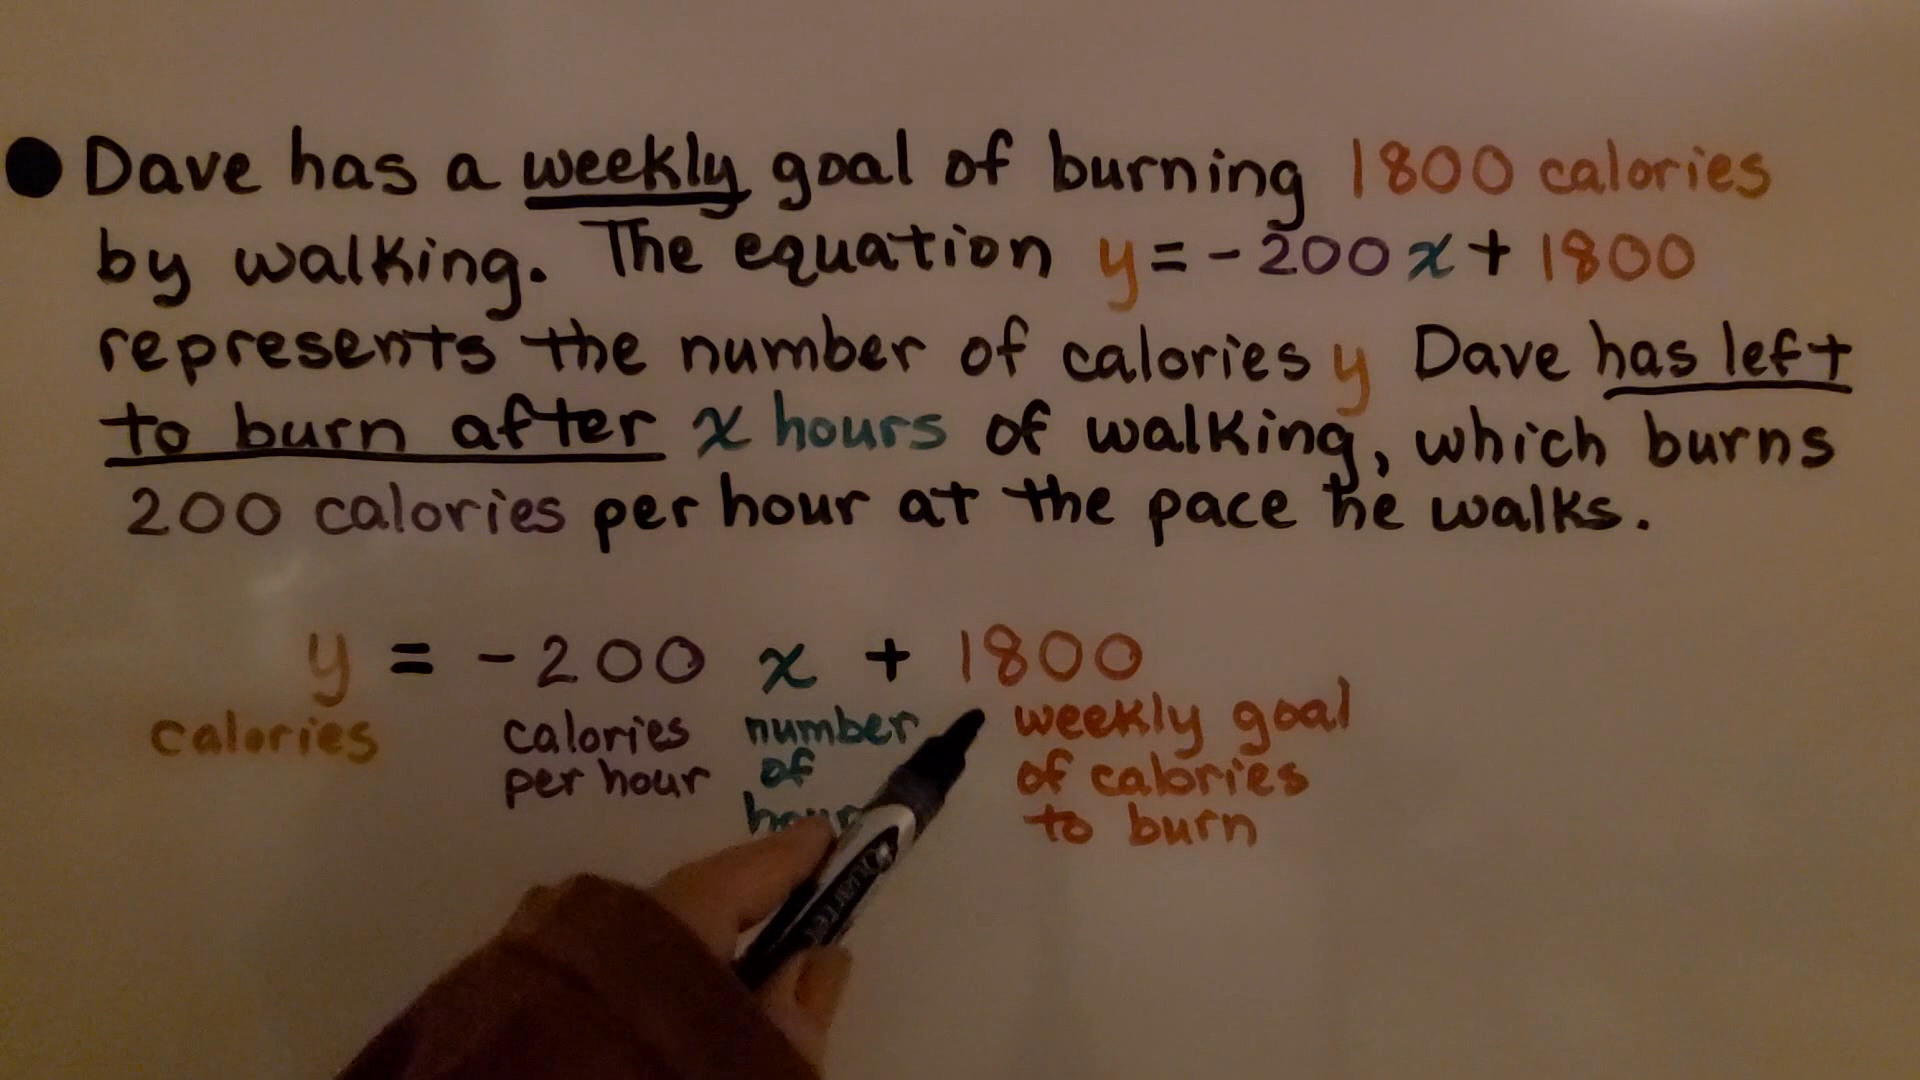 Dave has a weekly goal of burning 1800 calories
by walking. The equation y = -200x + 1800
represents the number of calories y Dave has left
to burn after x hours of walking, which burns
200 calories per hour at the pace he walks.
y = -200 x + 1800
calories
calories
per hour
number
of
weekly goal
of calories
to burn